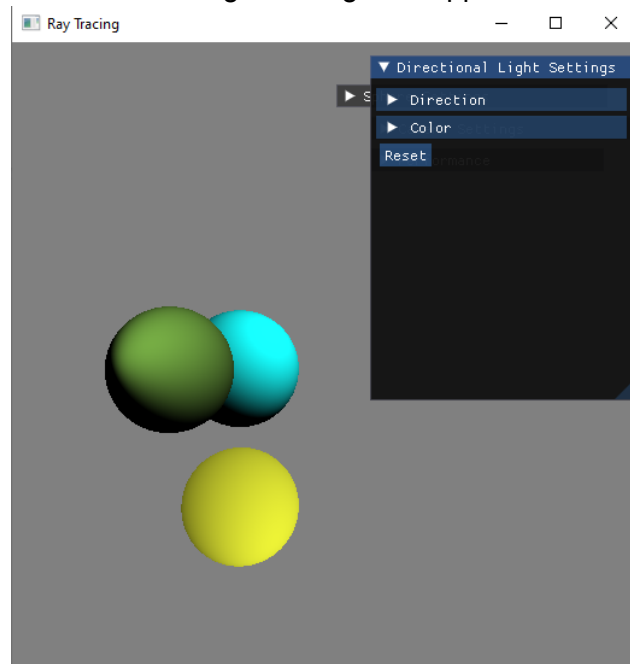 Ray Tracing
Directional Light Settings
Direction
Color
Reset